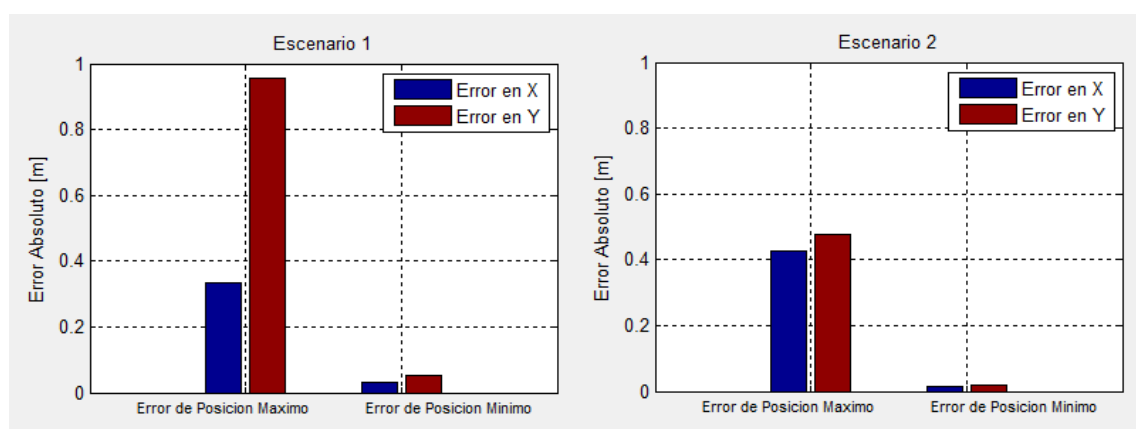 Escenario 1
Error en X
Error en Y
Error Absoluto [m]
1
0.8
0.6
0.4
0.2
0
Error de Posicion Maximo
Error de Posicion Minimo
Escenario 2
Error en X
Error en Y
Error Absoluto [m]
1
0.8
0.6
0.4
0.2
0
Error de Posicion Maximo
Error de Posicion Minimo